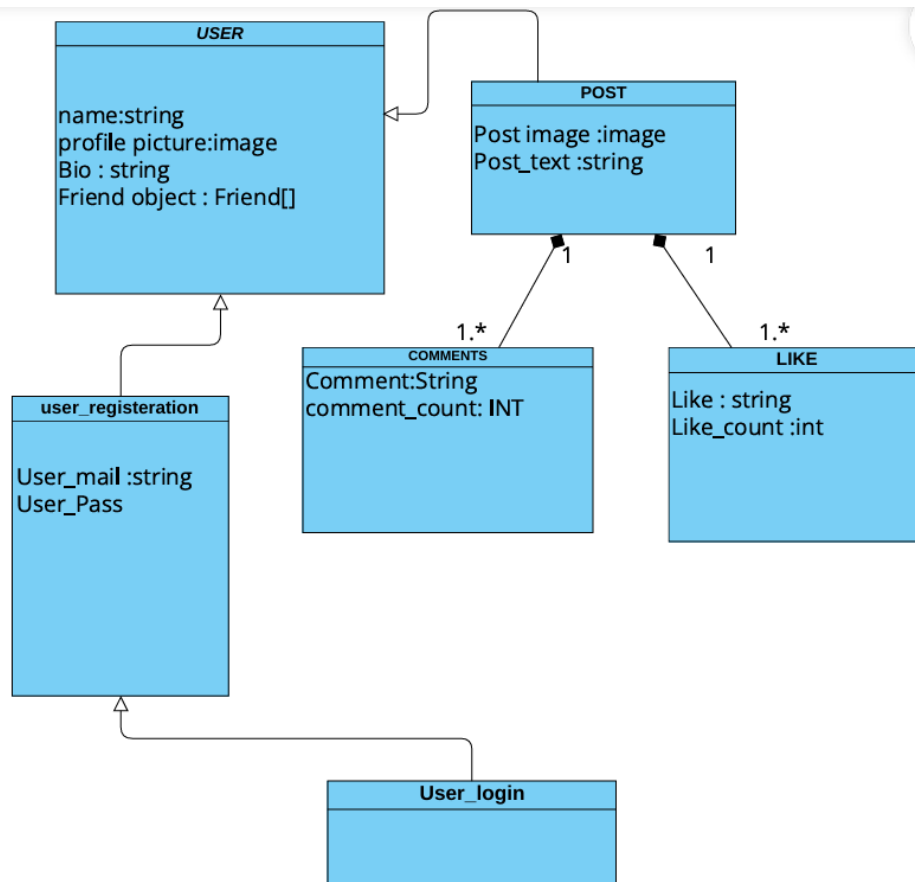 USER
name:string
profile picture:image
Bio : string
Friend object : Friend[]
POST
Post image :image
Post_text :string
1
1
1.*
1.*
COMMENTS
Comment:String
comment_count: INT
LIKE
Like : string
Like_count :int
user_registeration
User_mail :string
User_Pass
User_login